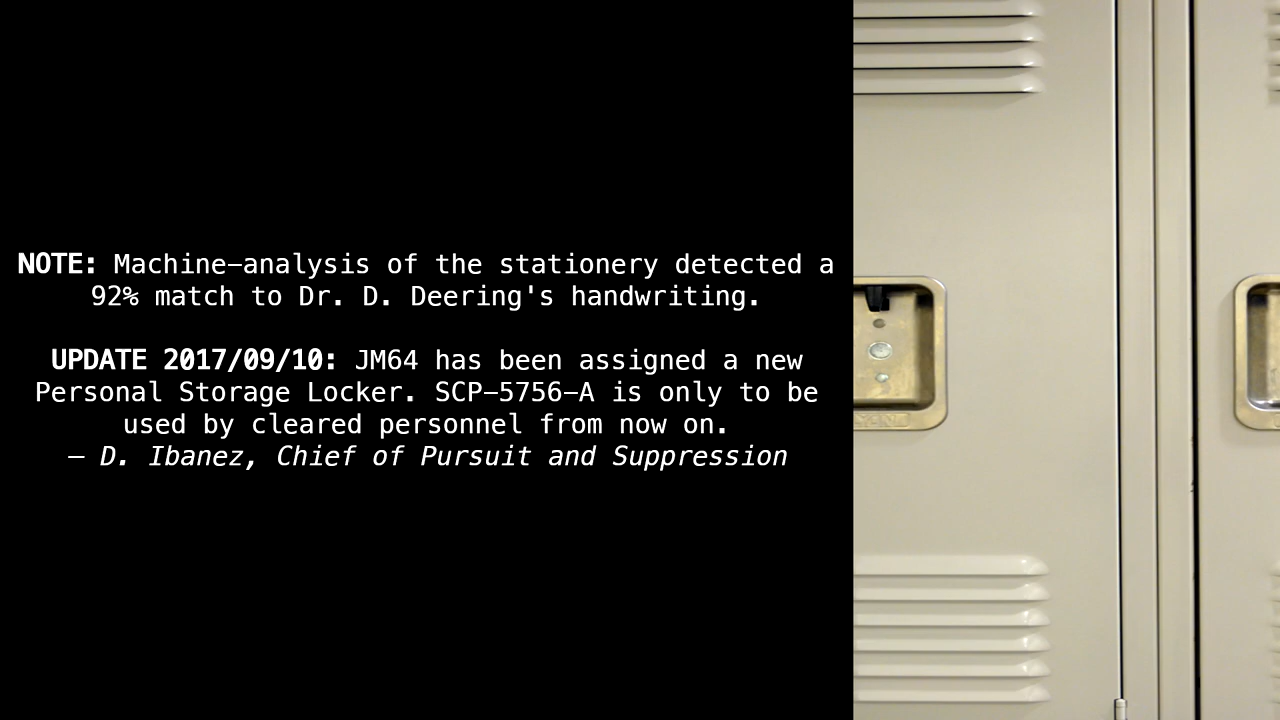 NOTE: Machine–analysis of the stationery detected a
92% match to Dr. D. Deering's handwriting.
UPDATE 2017/09/10: JM64 has been assigned a new
Personal Storage Locker. SCP–5756–A is only to be
used by cleared personnel from now on.
— D. Ibanez, Chief of Pursuit and Suppression